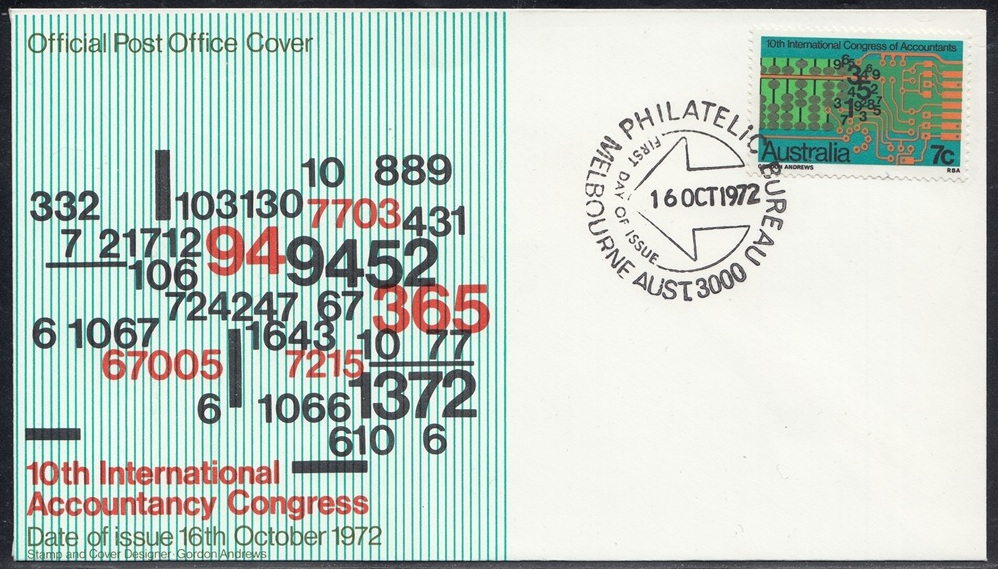 Official Post Office Cover
10 889
332 103130 7703 431
7 21712 94 9452
106
724247 67 365
6 1067 1643 10 77
67005 7215
6 1066 1372
610 6
10th International
Accountancy Congress
Date of issue 16th October 1972
Stamp and Cover Designer · Gordon Andrews
PHILATELIC BUREAU
MELBOURNE AUST. 3000
FIRST DAY OF ISSUE
16 OCT 1972
10th International Congress of Accountants
Australia 7c
GORDON ANDREWS RBA